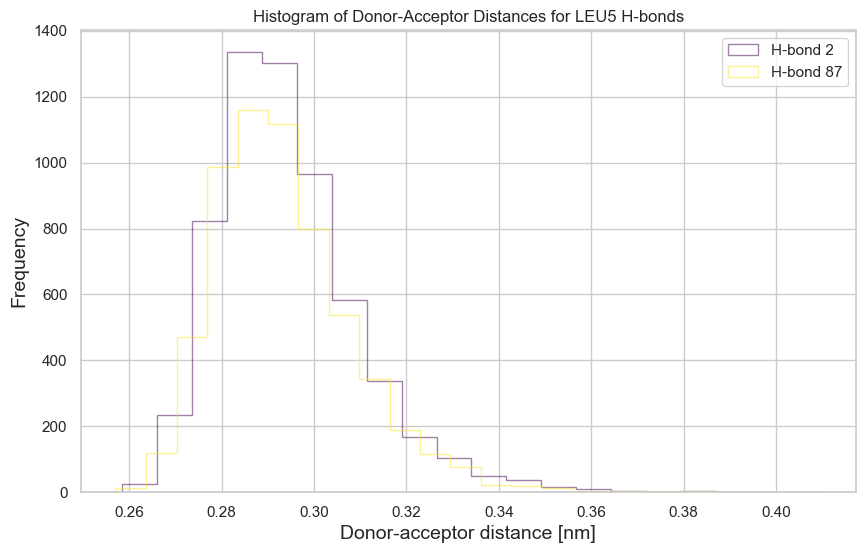 Histogram of Donor-Acceptor Distances for LEU5 H-bonds
H-bond 2
H-bond 87
Frequency
1400
1200
1000
800
600
400
200
0
0.26 0.28 0.30 0.32 0.34 0.36 0.38 0.40
Donor-acceptor distance [nm]